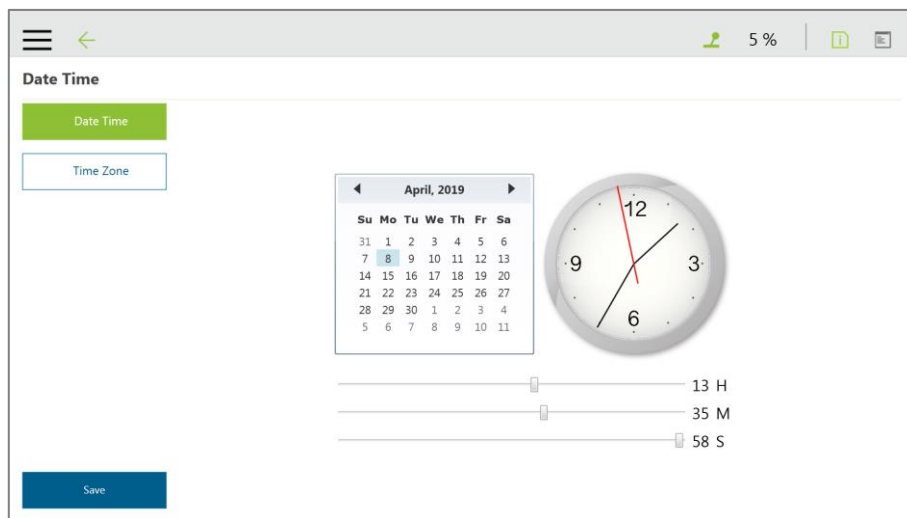 5 %
Date Time
Date Time
Time Zone
April, 2019
Su Mo Tu We Th Fr Sa
31 1 2 3 4 5 6
7 8 9 10 11 12 13
14 15 16 17 18 19 20
21 22 23 24 25 26 27
28 29 30 1 2 3 4
5 6 7 8 9 10 11
12
9 3
6
13 H
35 M
58 S
Save